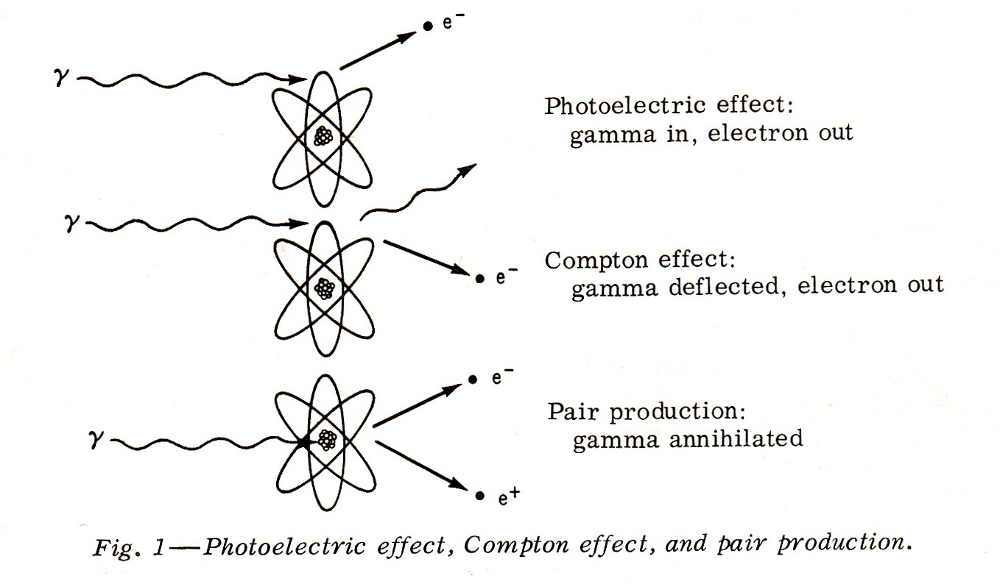 γ
e⁻
Photoelectric effect:
gamma in, electron out
γ
e⁻
Compton effect:
gamma deflected, electron out
γ
e⁻
e⁺
Pair production:
gamma annihilated
Fig. 1—Photoelectric effect, Compton effect, and pair production.